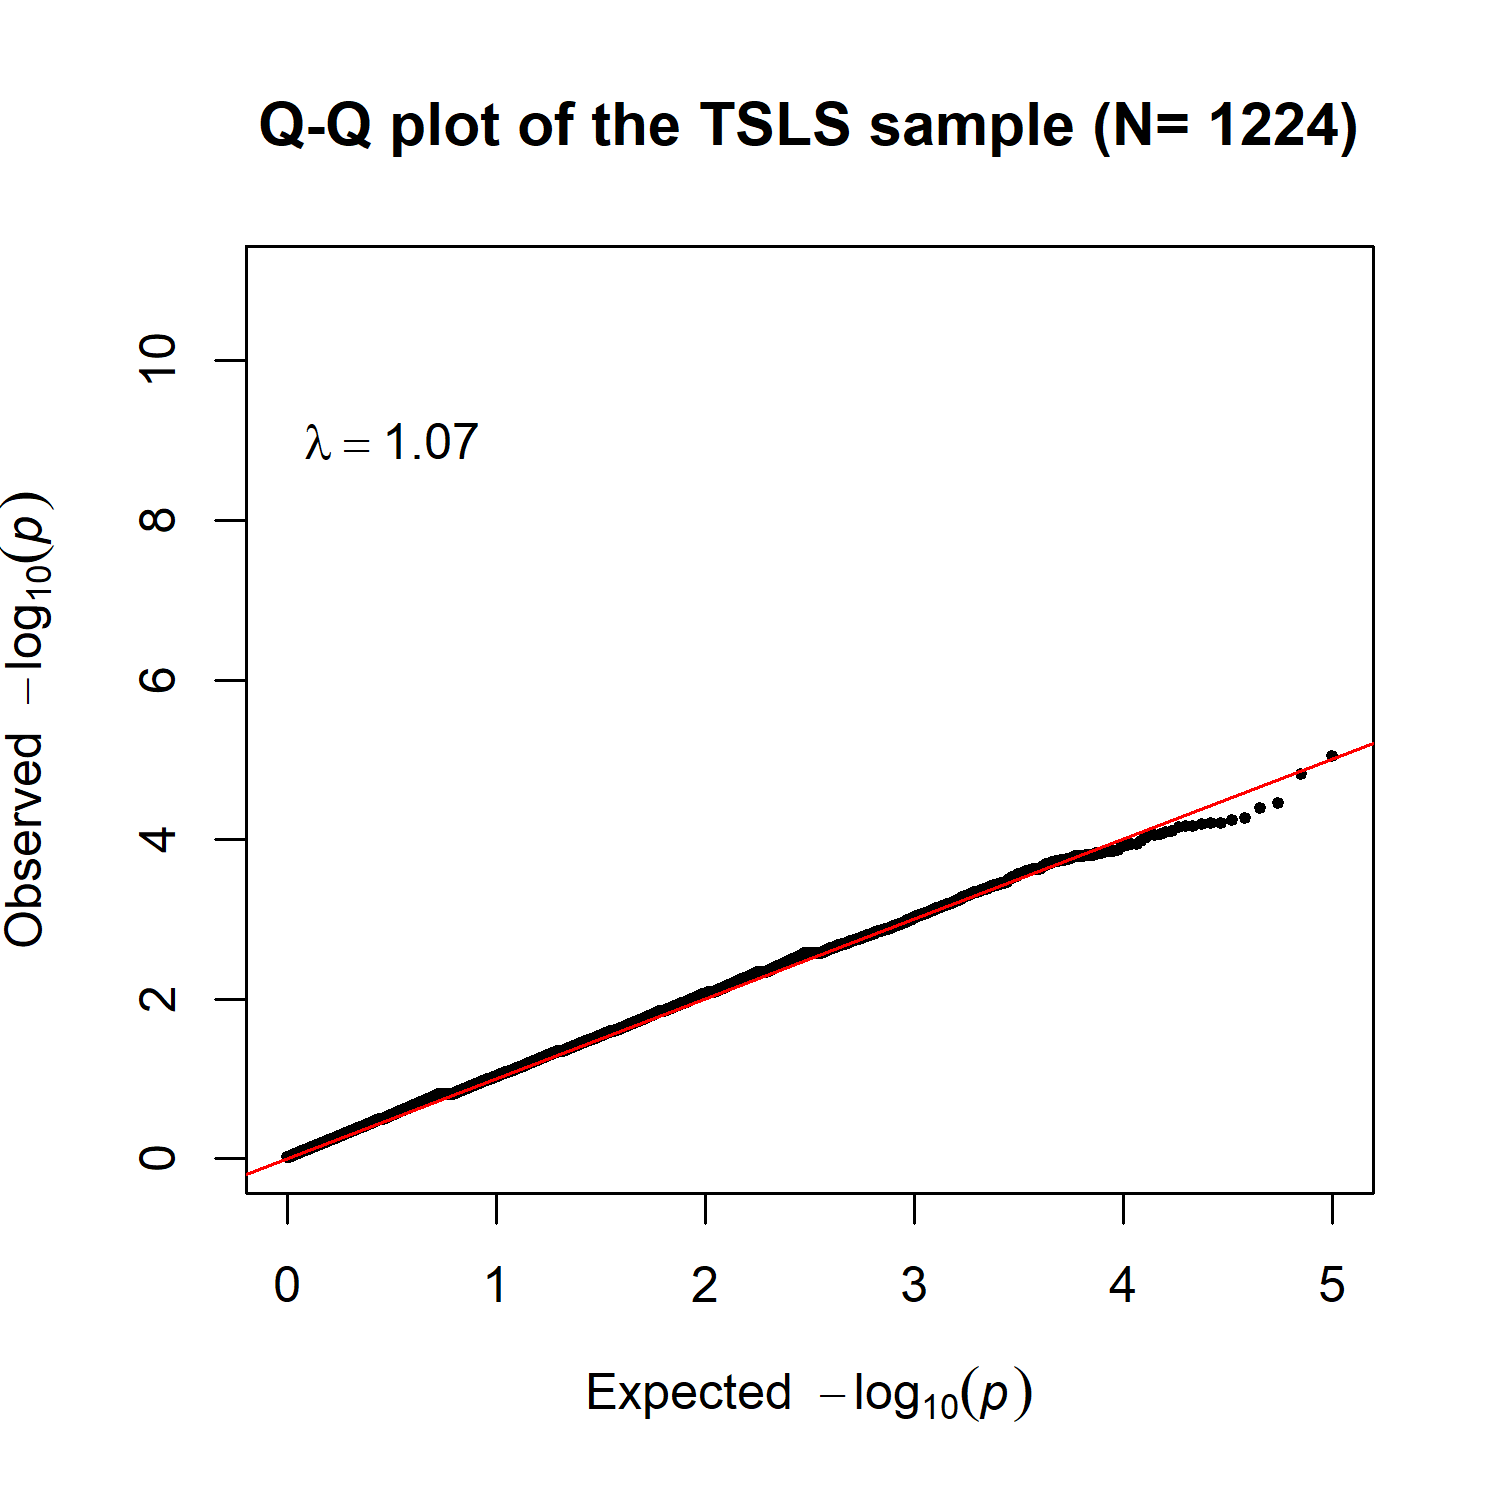 Q-Q plot of the TSLS sample (N= 1224)
10
8
6
4
2
0
λ = 1.07
Observed −log10(p)
0 1 2 3 4 5
Expected −log10(p)